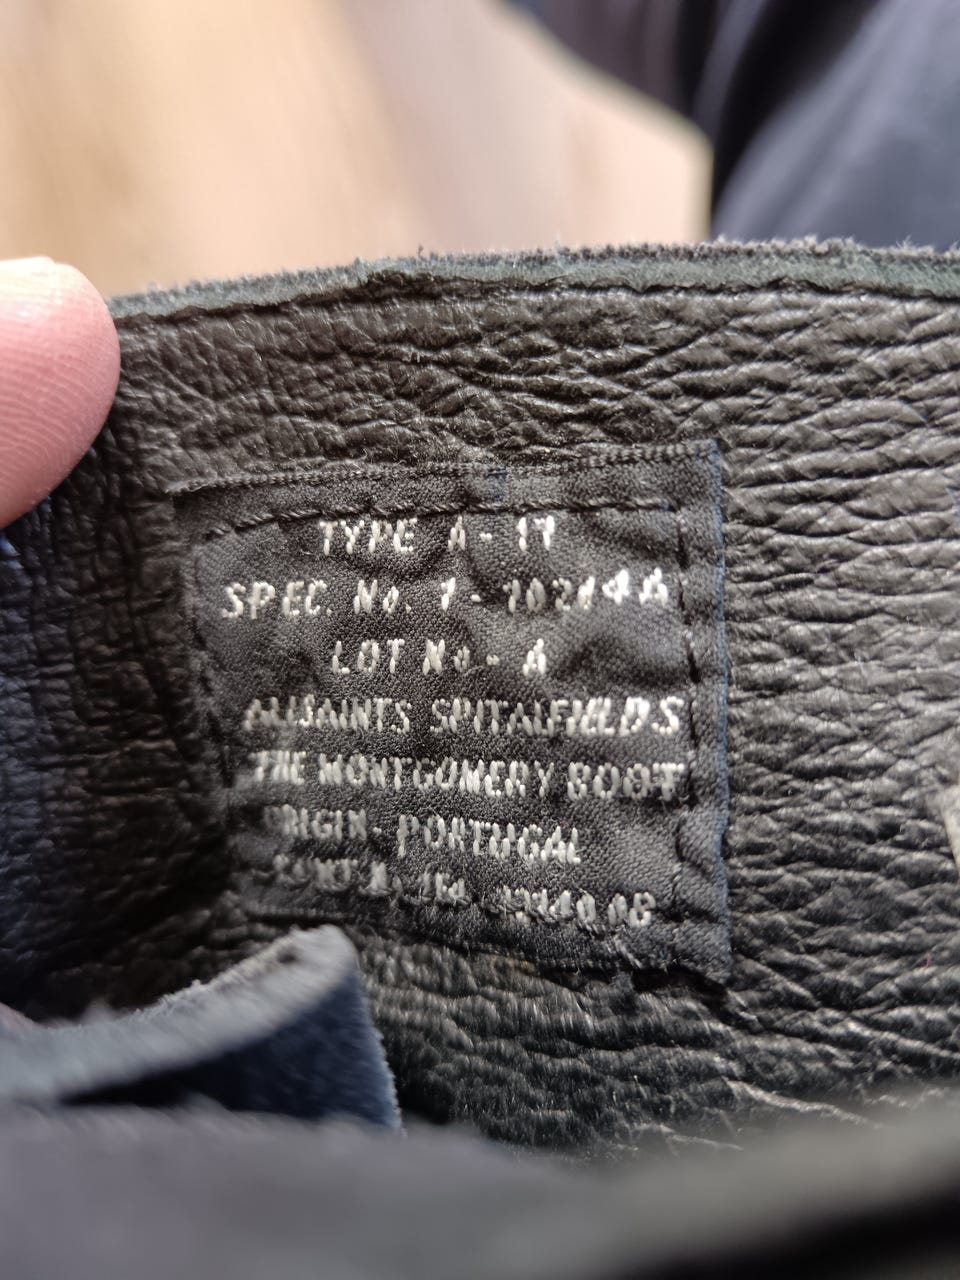 TYPE A - 17
SPEC. No.
LOT No - A
ALLSAINTS SPITALFIELDS
THE MONTGOMERY BOOT
ORIGIN - PORTUGAL